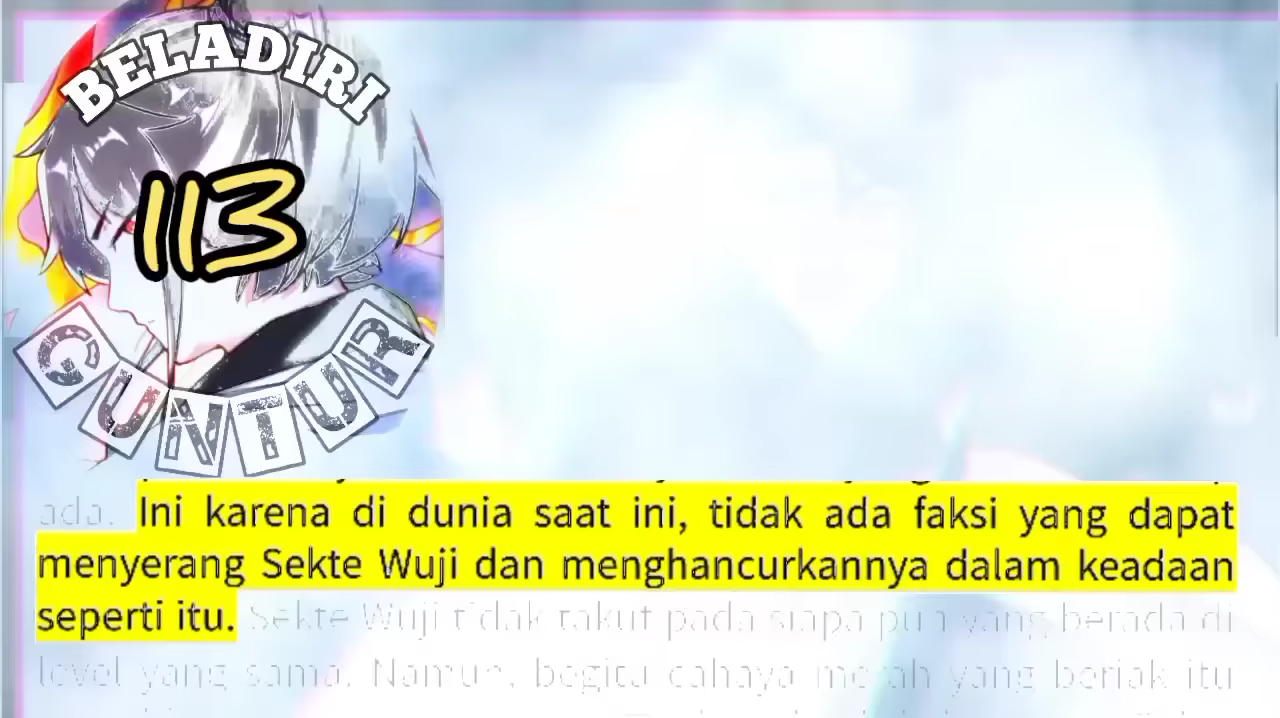 BELADIRI
113
GUNTUR
ada. Ini karena di dunia saat ini, tidak ada faksi yang dapat
menyerang Sekte Wuji dan menghancurkannya dalam keadaan
seperti itu. Sekte Wuji tidak takut pada siapa pun yang berada di
level yang sama. Namun, begitu cahaya merah yang beriak itu